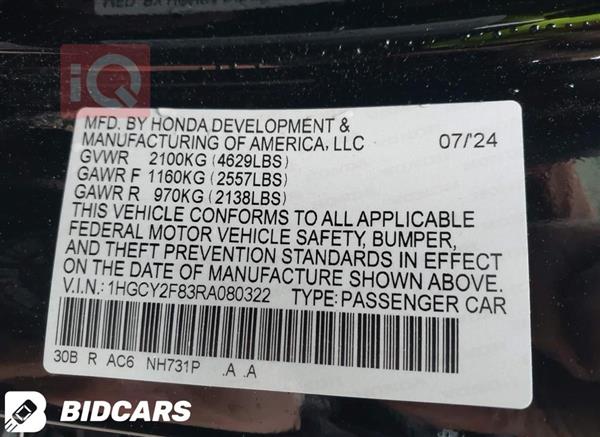 iQ
MFD. BY HONDA DEVELOPMENT &
MANUFACTURING OF AMERICA, LLC 07/24
GVWR 2100KG (4629LBS)
GAWR F 1160KG (2557LBS)
GAWR R 970KG (2138LBS)
THIS VEHICLE CONFORMS TO ALL APPLICABLE
FEDERAL MOTOR VEHICLE SAFETY, BUMPER,
AND THEFT PREVENTION STANDARDS IN EFFECT
ON THE DATE OF MANUFACTURE SHOWN ABOVE.
V.I.N.: 1HGCY2F83RA080322 TYPE: PASSENGER CAR
30B R AC6 NH731P .A .A
BIDCARS